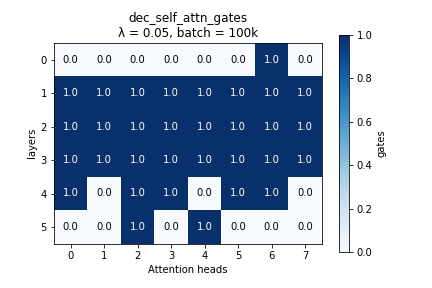 dec_self_attn_gates
λ = 0.05, batch = 100k
0 0.0 0.0 0.0 0.0 0.0 0.0 1.0 0.0
1 1.0 1.0 1.0 1.0 1.0 1.0 1.0 1.0
2 1.0 1.0 1.0 1.0 1.0 1.0 1.0 1.0
3 1.0 1.0 1.0 1.0 1.0 1.0 1.0 1.0
4 1.0 0.0 1.0 1.0 0.0 1.0 1.0 0.0
5 0.0 0.0 1.0 0.0 1.0 0.0 0.0 0.0
0 1 2 3 4 5 6 7
Attention heads
layers
1.0
0.8
0.6
0.4
0.2
0.0
gates